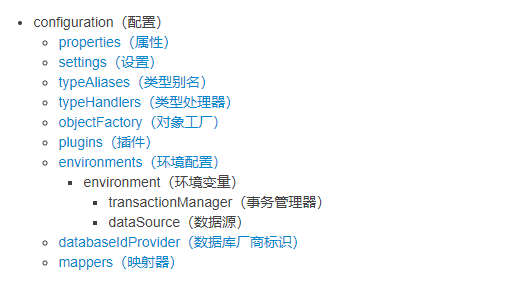 configuration（配置）
properties（属性）
settings（设置）
typeAliases（类型别名）
typeHandlers（类型处理器）
objectFactory（对象工厂）
plugins（插件）
environments（环境配置）
environment（环境变量）
transactionManager（事务管理器）
dataSource（数据源）
databaseIdProvider（数据库厂商标识）
mappers（映射器）